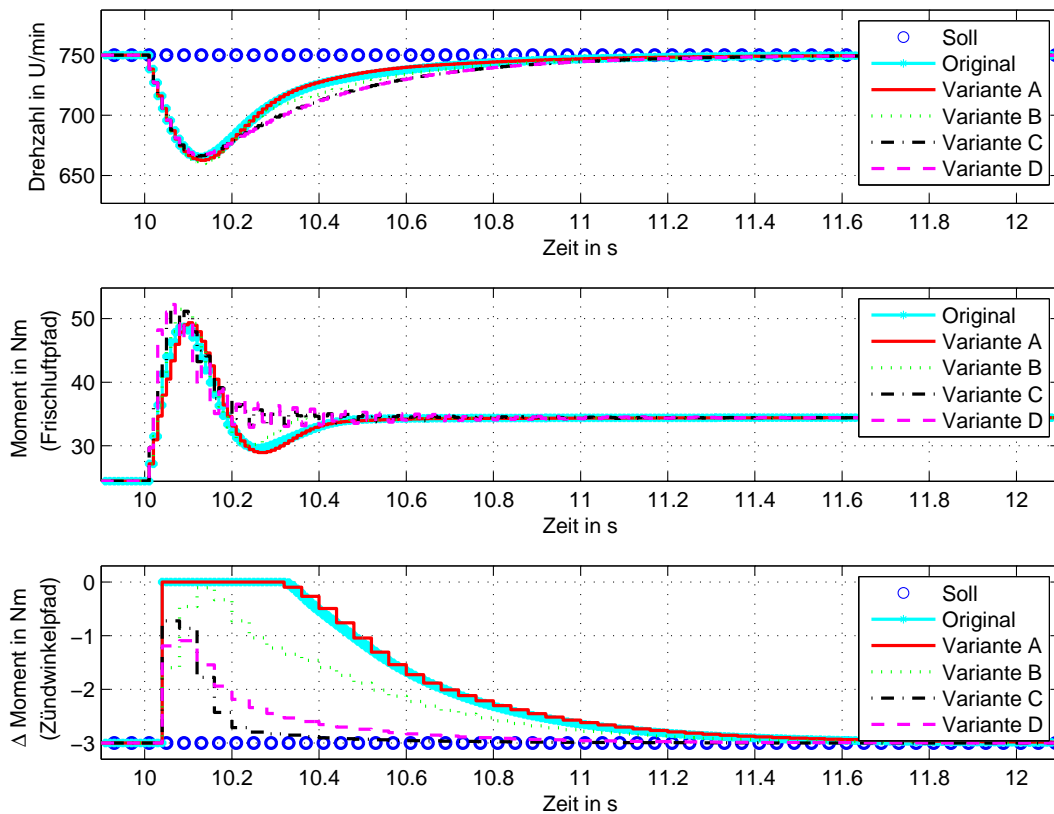 750
700
650
Drehzahl in U/min
10 10.2 10.4 10.6 10.8 11 11.2 11.4 11.6 11.8 12
Zeit in s
Soll
Original
Variante A
Variante B
Variante C
Variante D
50
40
30
Moment in Nm
(Frischluftpfad)
10 10.2 10.4 10.6 10.8 11 11.2 11.4 11.6 11.8 12
Zeit in s
Original
Variante A
Variante B
Variante C
Variante D
0
−1
−2
−3
Δ Moment in Nm
(Zündwinkelpfad)
10 10.2 10.4 10.6 10.8 11 11.2 11.4 11.6 11.8 12
Zeit in s
Soll
Original
Variante A
Variante B
Variante C
Variante D